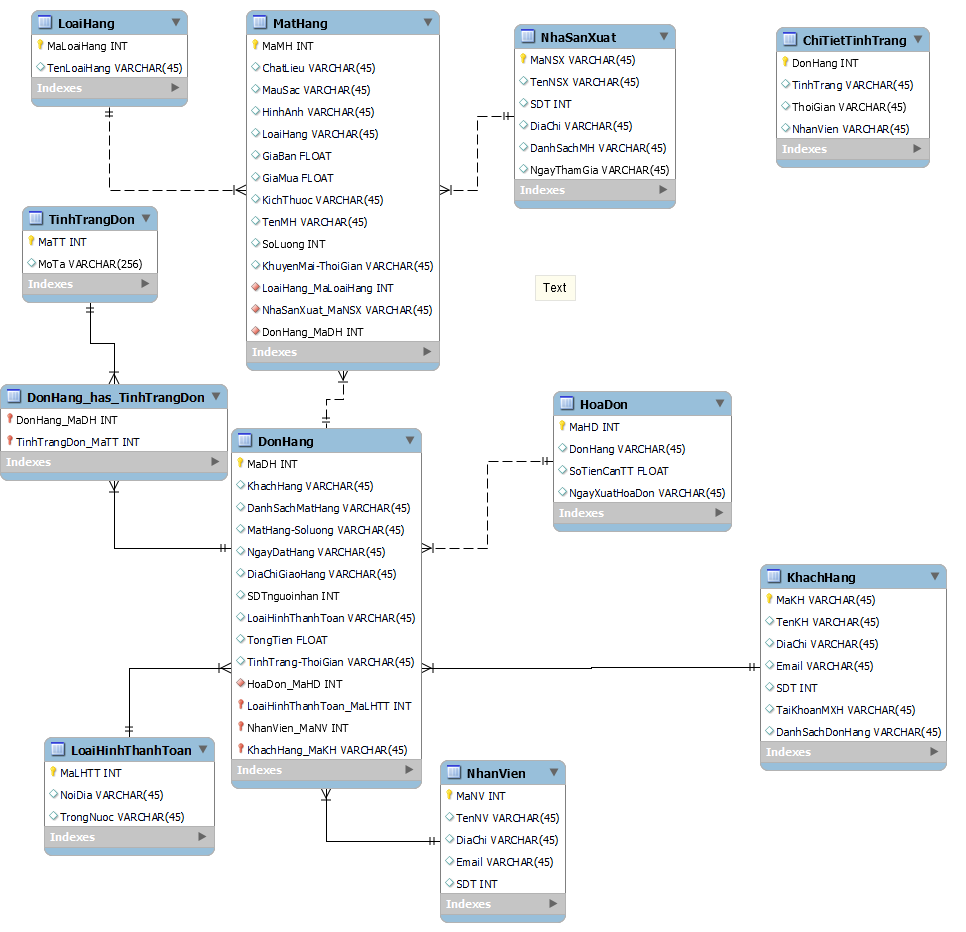 LoaiHang
MaLoaiHang INT
TenLoaiHang VARCHAR(45)
Indexes
MatHang
MaMH INT
ChatLieu VARCHAR(45)
MauSac VARCHAR(45)
HinhAnh VARCHAR(45)
LoaiHang VARCHAR(45)
GiaBan FLOAT
GiaMua FLOAT
KichThuoc VARCHAR(45)
TenMH VARCHAR(45)
SoLuong INT
KhuyenMai-ThoiGian VARCHAR(45)
LoaiHang_MaLoaiHang INT
NhaSanXuat_MaNSX VARCHAR(45)
DonHang_MaDH INT
Indexes
NhaSanXuat
MaNSX VARCHAR(45)
TenNSX VARCHAR(45)
SDT INT
DiaChi VARCHAR(45)
DanhSachMH VARCHAR(45)
NgayThamGia VARCHAR(45)
Indexes
ChiTietTinhTrang
DonHang INT
TinhTrang VARCHAR(45)
ThoiGian VARCHAR(45)
NhanVien VARCHAR(45)
Indexes
TinhTrangDon
MaTT INT
MoTa VARCHAR(256)
Indexes
Text
DonHang_has_TinhTrangDon
DonHang_MaDH INT
TinhTrangDon_MaTT INT
Indexes
DonHang
MaDH INT
KhachHang VARCHAR(45)
DanhSachMatHang VARCHAR(45)
MatHang-Soluong VARCHAR(45)
NgayDatHang VARCHAR(45)
DiaChiGiaoHang VARCHAR(45)
SDTnguoinhan INT
LoaiHinhThanhToan VARCHAR(45)
TongTien FLOAT
TinhTrang-ThoiGian VARCHAR(45)
HoaDon_MaHD INT
LoaiHinhThanhToan_MaLHTT INT
NhanVien_MaNV INT
KhachHang_MaKH VARCHAR(45)
Indexes
HoaDon
MaHD INT
DonHang VARCHAR(45)
SoTienCanTT FLOAT
NgayXuatHoaDon VARCHAR(45)
Indexes
KhachHang
MaKH VARCHAR(45)
TenKH VARCHAR(45)
DiaChi VARCHAR(45)
Email VARCHAR(45)
SDT INT
TaiKhoanMXH VARCHAR(45)
DanhSachDonHang VARCHAR(45)
Indexes
LoaiHinhThanhToan
MaLHTT INT
NoiDia VARCHAR(45)
TrongNuoc VARCHAR(45)
Indexes
NhanVien
MaNV INT
TenNV VARCHAR(45)
DiaChi VARCHAR(45)
Email VARCHAR(45)
SDT INT
Indexes